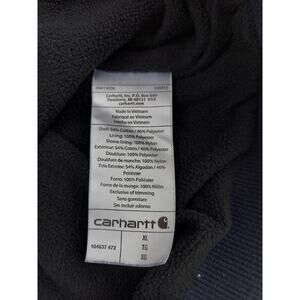 Carhartt, Inc. P.O. Box 600
Dearborn, MI 48121 USA
carhartt.com
Made in Vietnam
Fabriqué au Vietnam
Hecho en Vietnam
Shell: 54% Cotton / 46% Polyester
Lining: 100% Polyester
Sleeve lining: 100% Nylon
Extérieur: 54% Coton / 46% Polyester
Doublure: 100% Polyester
Doublure de manche: 100% Nylon
Tela Exterior: 54% Algodón / 46%
Poliéster
Forro: 100% Poliéster
Forro de la manga: 100% Nilón
Exclusive of trimming
Sans garniture
Sin incluir adorno
carhartt
104637 472
XL
TG
XG